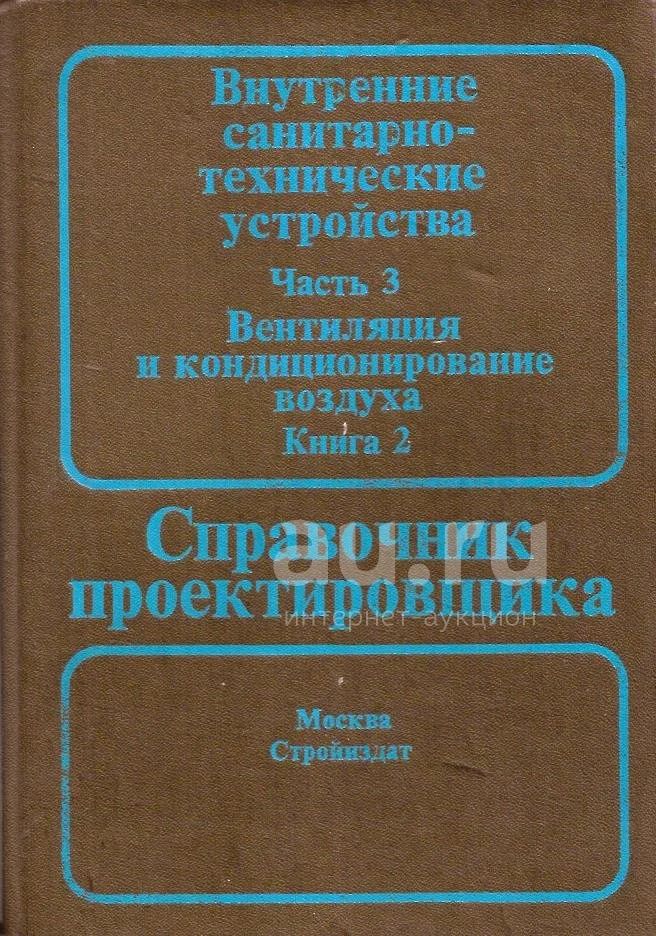 Внутренние
санитарно-
технические
устройства
Часть 3
Вентиляция
и кондиционирование
воздуха
Книга 2
Справочник
проектировщика
au.ru
интернет-аукцион
Москва
Стройиздат